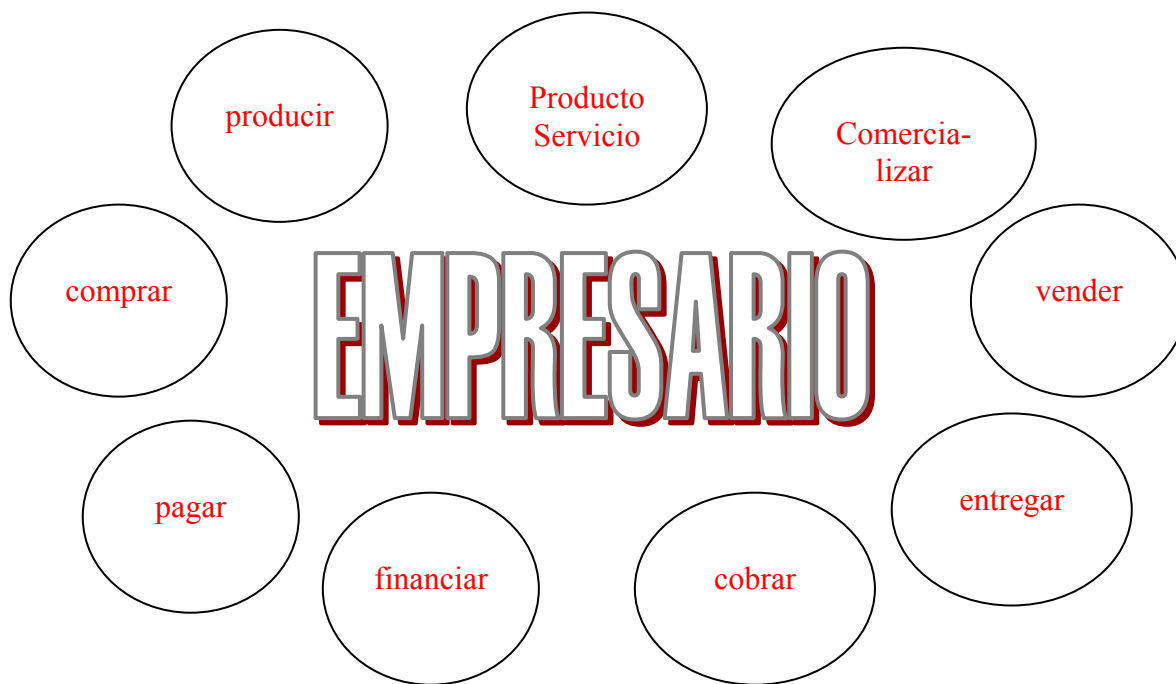 producir
Producto
Servicio
Comercia-
lizar
comprar
EMPRESARIO
vender
pagar
entregar
financiar
cobrar